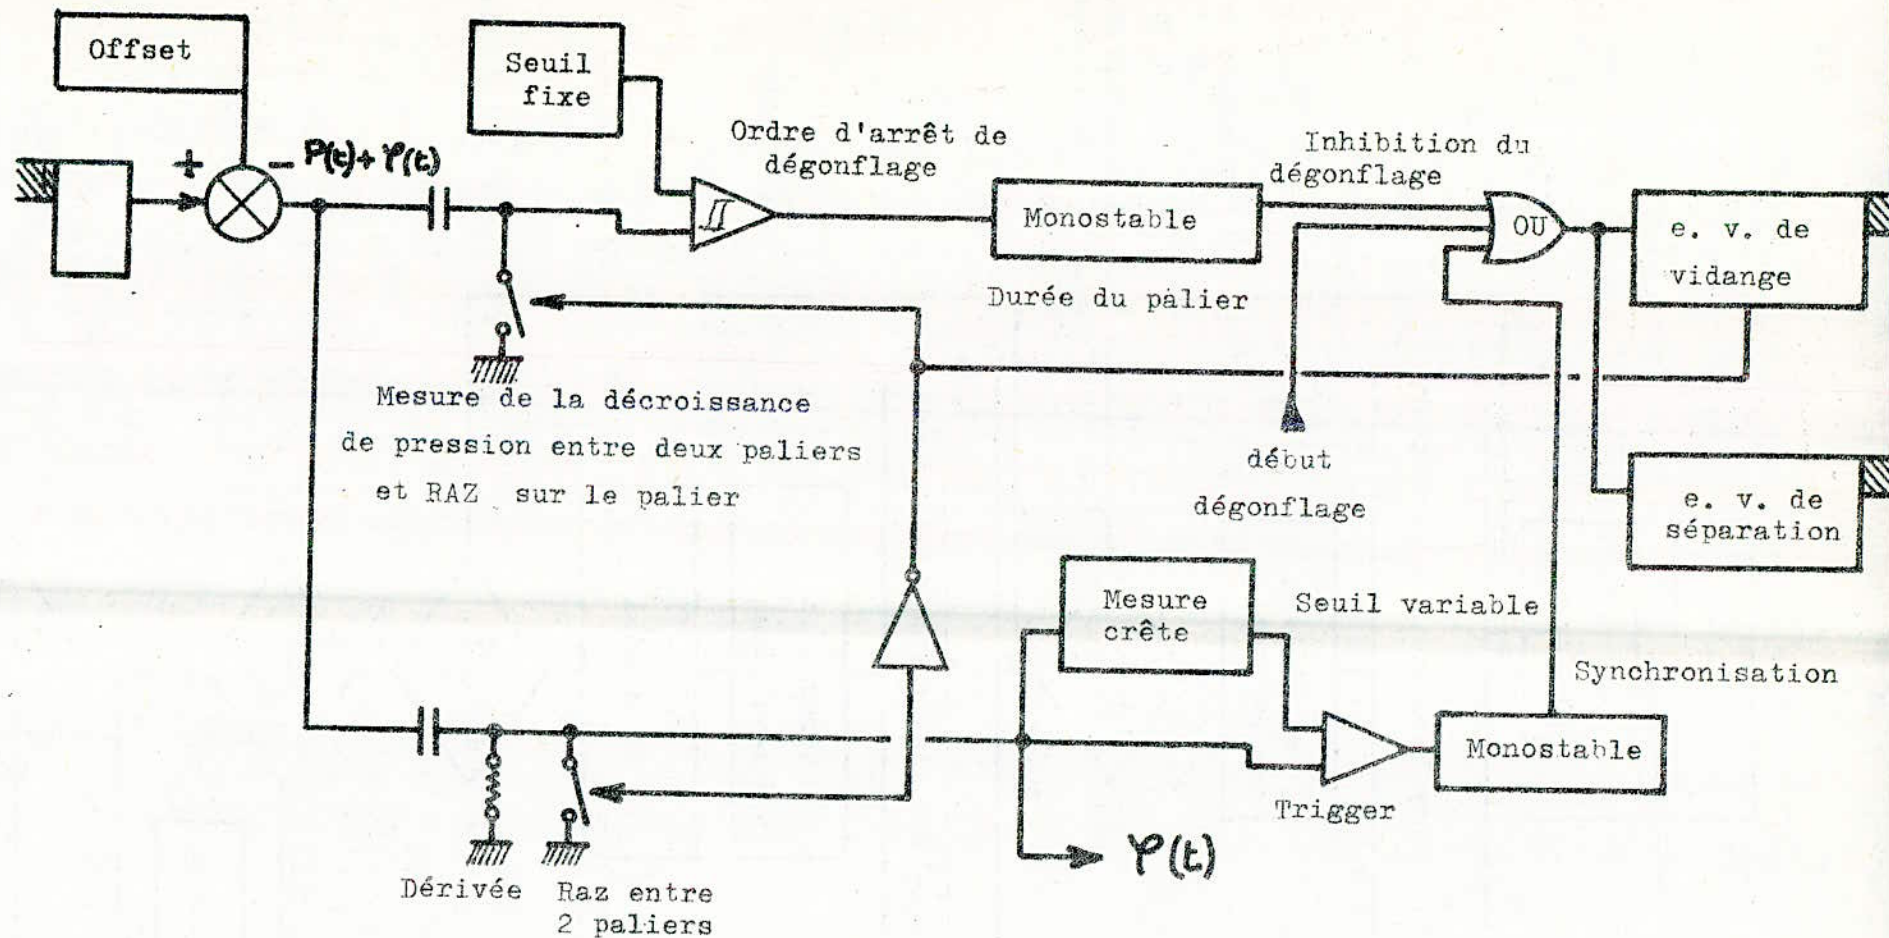 Offset
Seuil
fixe
+
- P(t) + φ(t)
Ordre d'arrêt de
dégonflage
Monostable
Durée du palier
Inhibition du
dégonflage
OU
e. v. de
vidange
Mesure de la décroissance
de pression entre deux paliers
et RAZ sur le palier
début
dégonflage
e. v. de
séparation
Mesure
crête
Seuil variable
Synchronisation
Monostable
Trigger
φ(t)
Dérivée
Raz entre
2 paliers